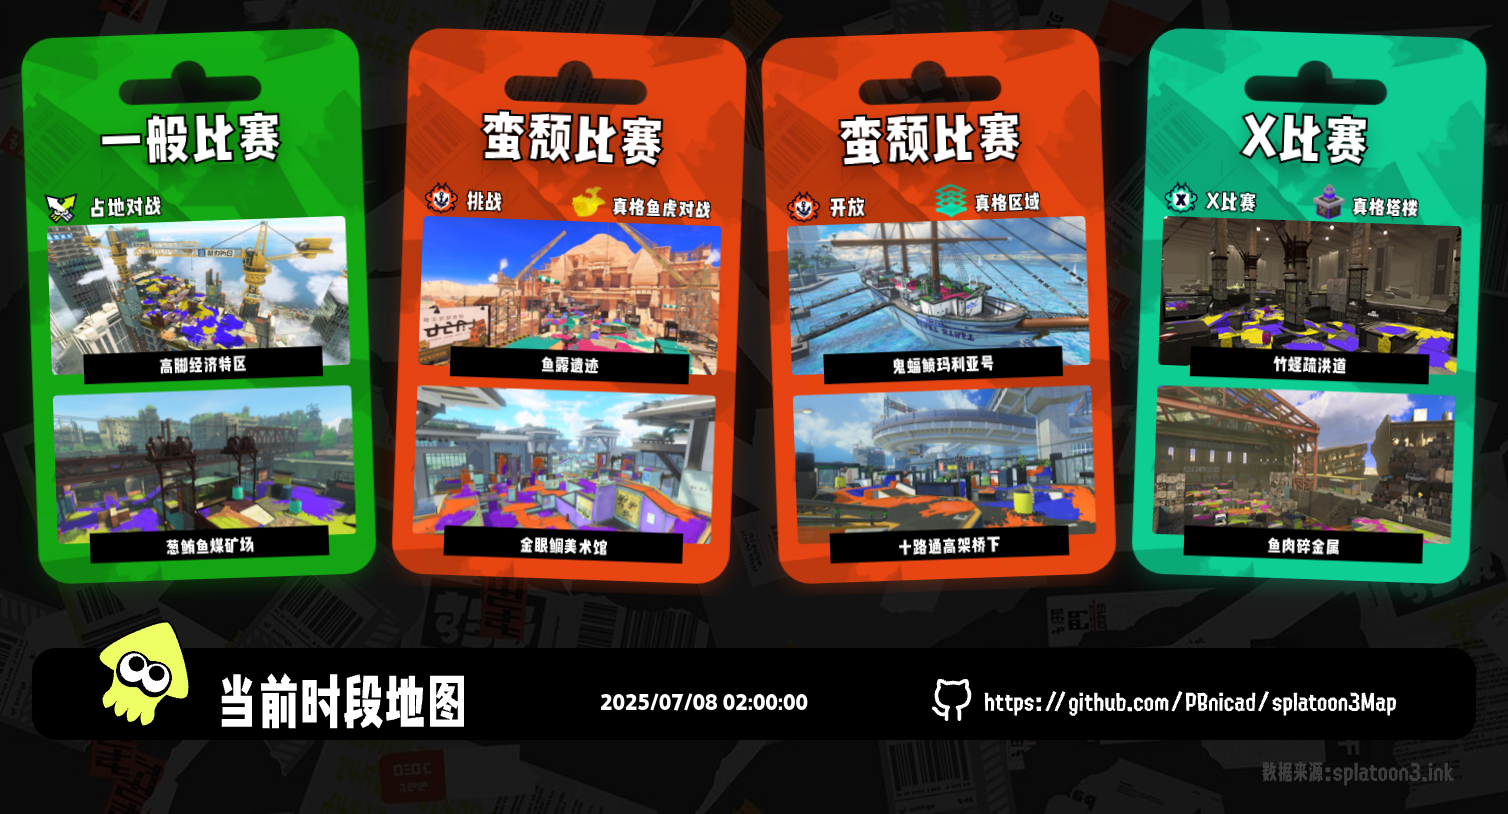 一般比赛
占地对战
高脚经济特区
葱鲔鱼煤矿场
蛮颓比赛
挑战
真格鱼虎对战
鱼露遗迹
金眼鲷美术馆
蛮颓比赛
开放
真格区域
鬼蝠鲼玛利亚号
十路通高架桥下
X比赛
X比赛
真格塔楼
竹蛏疏洪道
鱼肉碎金属
当前时段地图
2025/07/08 02:00:00
https://github.com/PBnicad/splatoon3Map
数据来源:splatoon3.ink